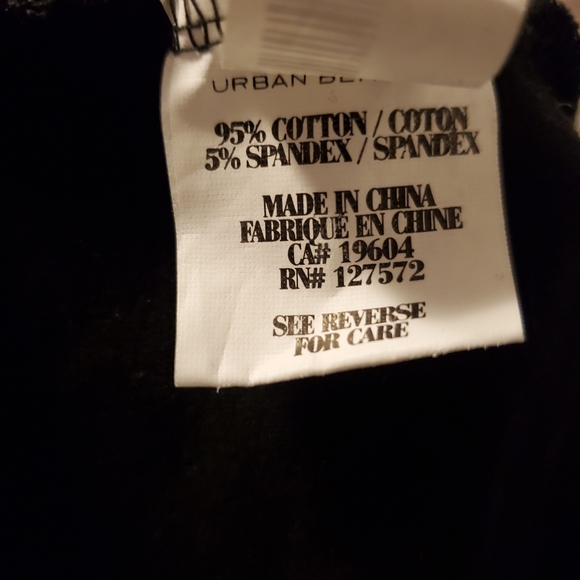 URBAN
95% COTTON / COTON
5% SPANDEX / SPANDEX
MADE IN CHINA
FABRIQUÉ EN CHINE
CA# 19604
RN# 127572
SEE REVERSE
FOR CARE